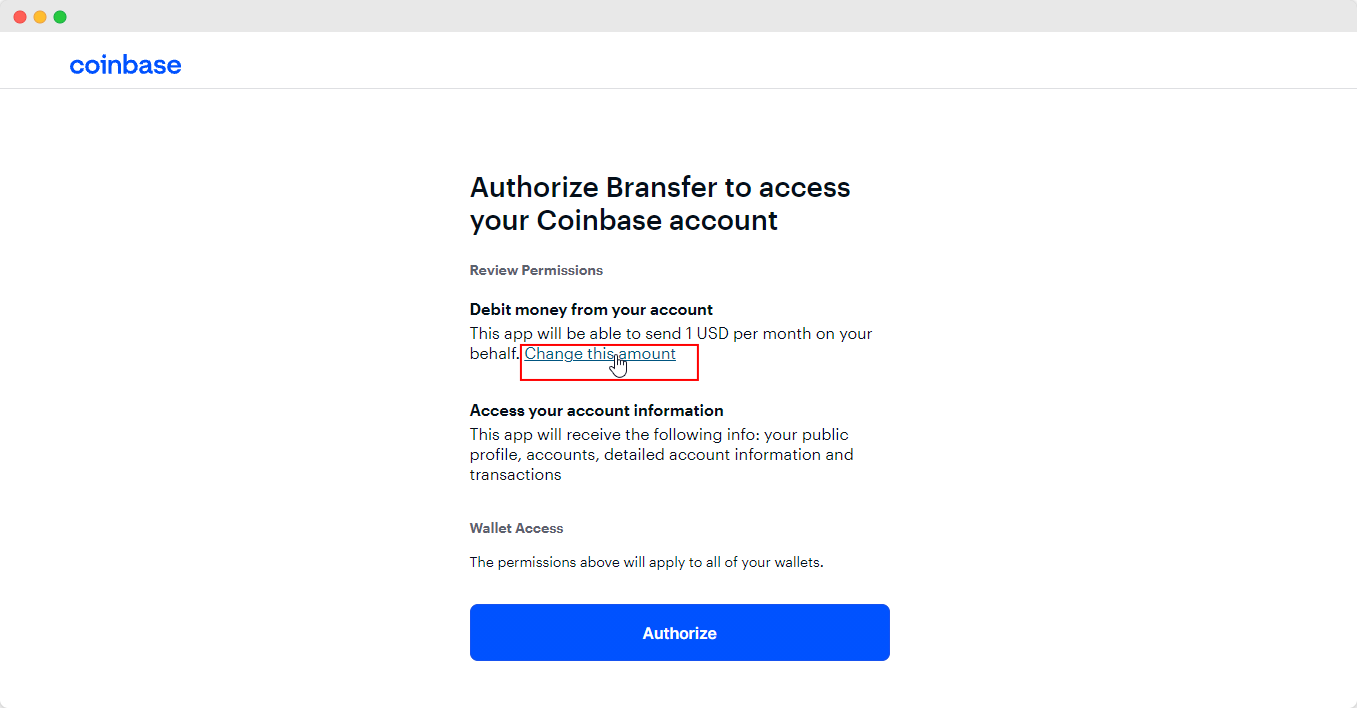 coinbase
Authorize Bransfer to access
your Coinbase account
Review Permissions
Debit money from your account
This app will be able to send 1 USD per month on your
behalf. Change this amount
Access your account information
This app will receive the following info: your public
profile, accounts, detailed account information and
transactions
Wallet Access
The permissions above will apply to all of your wallets.
Authorize